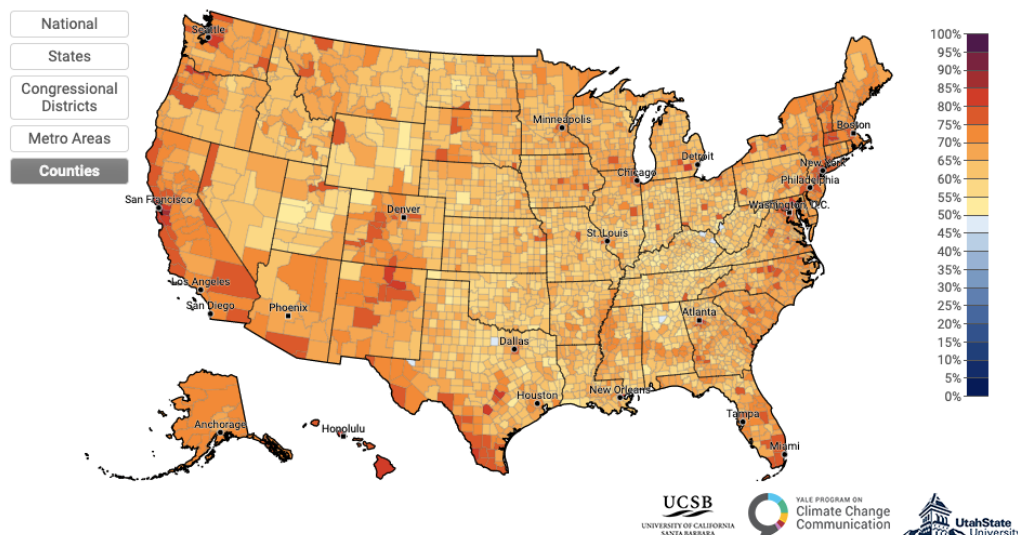 National
States
Congressional
Districts
Metro Areas
Counties
Seattle
Minneapolis
Boston
Detroit
New York
Chicago
Philadelphia
San Francisco
Denver
Washington, D.C.
St. Louis
Los Angeles
San Diego
Phoenix
Atlanta
Dallas
Houston
New Orleans
Tampa
Miami
Anchorage
Honolulu
100%
95%
90%
85%
80%
75%
70%
65%
60%
55%
50%
45%
40%
35%
30%
25%
20%
15%
10%
5%
0%
UCSB
UNIVERSITY OF CALIFORNIA
SANTA BARBARA
YALE PROGRAM ON
Climate Change
Communication
UtahState
University